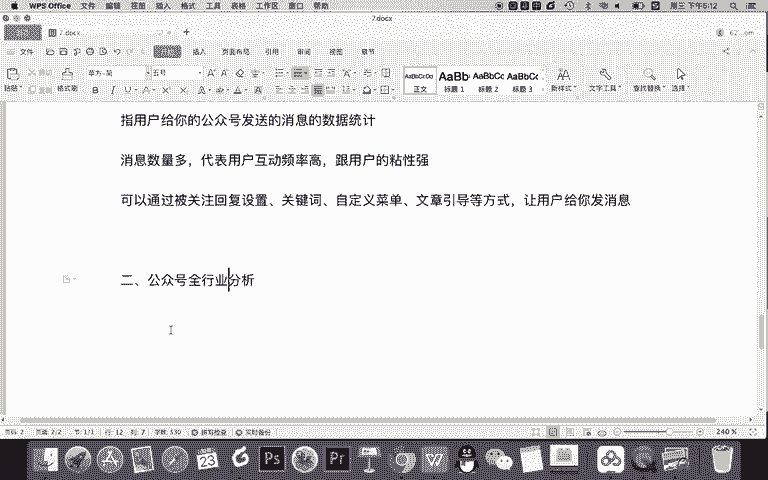 WPS Office 文件 编辑 视图 插入 格式 工具 表格 工作区 窗口 帮助 周三下午5:12
7.docx
7.docx
文件 开始 插入 页面布局 引用 审阅 视图 章节
粘贴 剪切 复制 格式刷 宋方-简 五号 AaBbCcDd AaBb AaBbCc AaBbCc
正文 标题 1 标题 2 标题 3 新样式 文字工具 查找替换 选择
指用户给你的公众号发送的消息的数据统计
消息数量多，代表用户互动频率高，跟用户的粘性强
可以通过被关注回复设置、关键词、自定义菜单、文章引导等方式，让用户给你发消息
二、公众号全行业分析
页码: 2 页面: 2/2 节: 1/1 行: 12 列: 7 字数: 530 拼写检查 实时备份 240 %
23 Ps Pr